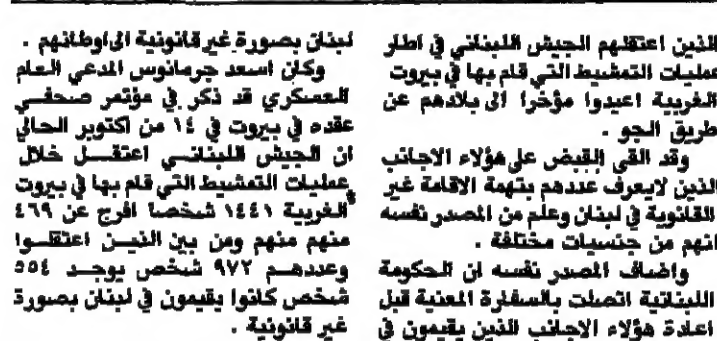 الذين اعتقلهم الجيش اللبناني في اطار
عمليات التمشيط التي قام بها في بيروت
الغربية اعيدوا مؤخرا الى بلادهم عن
طريق الجو .
وقد القى القبض على هؤلاء الاجانب
الذين لايعرف عددهم بتهمة الاقامة غير
القانوية في لبنان وعلم من المصدر نفسه
انهم من جنسيات مختلفة .
واضاف المصدر نفسه ان الحكومة
اللبنانية اتصلت بالسفارة المعنية قبل
اعادة هؤلاء الاجانب الذين يقيمون في
لبنان بصورة غير قانونية الى اوطانهم .
وكان اسعد جرمانوس المدعي العام
العسكري قد ذكر في مؤتمر صحفي
عقده في بيروت في ١٤ من اكتوبر الحالي
ان الجيش اللبناني اعتقل خلال
عمليات التمشيط التي قام بها في بيروت
الغربية ١٤٤١ شخصا افرج عن ٤٦٩
منهم منهم ومن بين الذين اعتقلوا
وعددهم ٩٧٢ شخص يوجد ٥٥٤
شخص كانوا يقيمون في لبنان بصورة
غير قانونية .